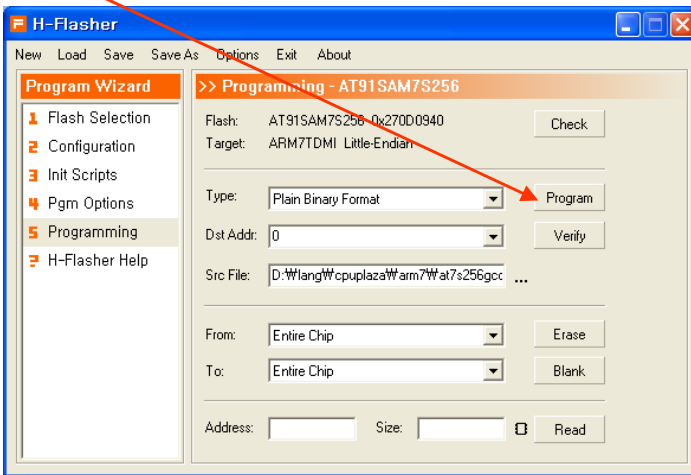 H-Flasher
New Load Save Save As Options Exit About
Program Wizard
>> Programming - AT91SAM7S256
1 Flash Selection
2 Configuration
3 Init Scripts
4 Pgm Options
5 Programming
? H-Flasher Help
Flash: AT91SAM7S256 0x270D0940
Check
Target: ARM7TDMI Little-Endian
Type: Plain Binary Format
Program
Dst Addr: 0
Verify
Src File: D:₩lang₩cpuplaza₩arm7₩at7s256gcc ...
From: Entire Chip
Erase
To: Entire Chip
Blank
Address:
Size:
Read